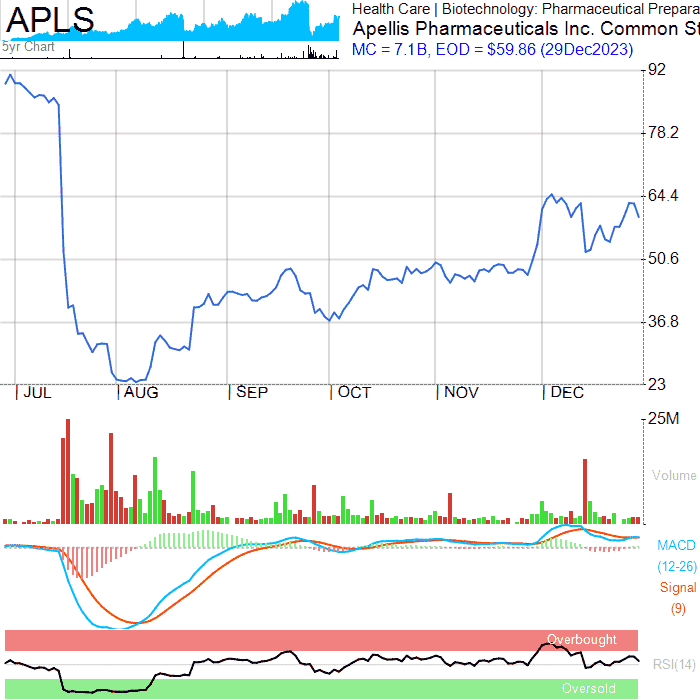 APLS
5yr Chart
Health Care | Biotechnology: Pharmaceutical Prepara
Apellis Pharmaceuticals Inc. Common St
MC = 7.1B, EOD = $59.86 (29Dec2023)
92
78.2
64.4
50.6
36.8
23
JUL AUG SEP OCT NOV DEC
25M
Volume
MACD
(12-26)
Signal
(9)
Overbought
RSI(14)
Oversold